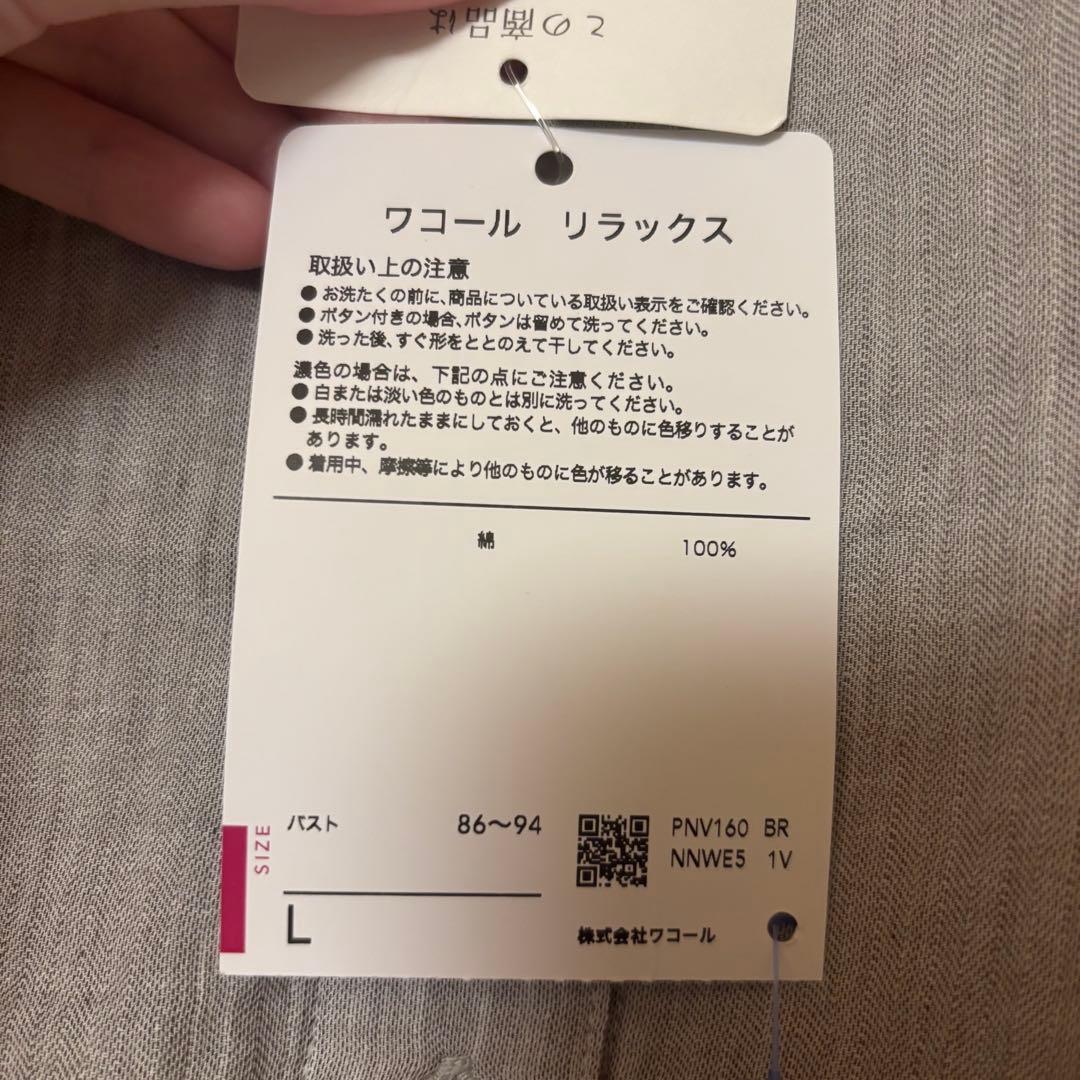 この商品は
ワコール リラックス
取扱い上の注意
●お洗たくの前に、商品についている取扱い表示をご確認ください。
●ボタン付きの場合、ボタンは留めて洗ってください。
●洗った後、すぐ形をととのえて干してください。
濃色の場合は、下記の点にご注意ください。
●白または淡い色のものとは別に洗ってください。
●長時間濡れたままにしておくと、他のものに色移りすることが
あります。
●着用中、摩擦等により他のものに色が移ることがあります。
綿 100%
SIZE
バスト 86〜94
L
PNV160 BR
NNWE5 1V
株式会社ワコール